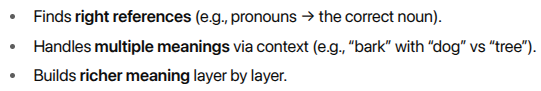 • Finds right references (e.g., pronouns → the correct noun).
• Handles multiple meanings via context (e.g., “bark” with “dog” vs “tree”).
• Builds richer meaning layer by layer.